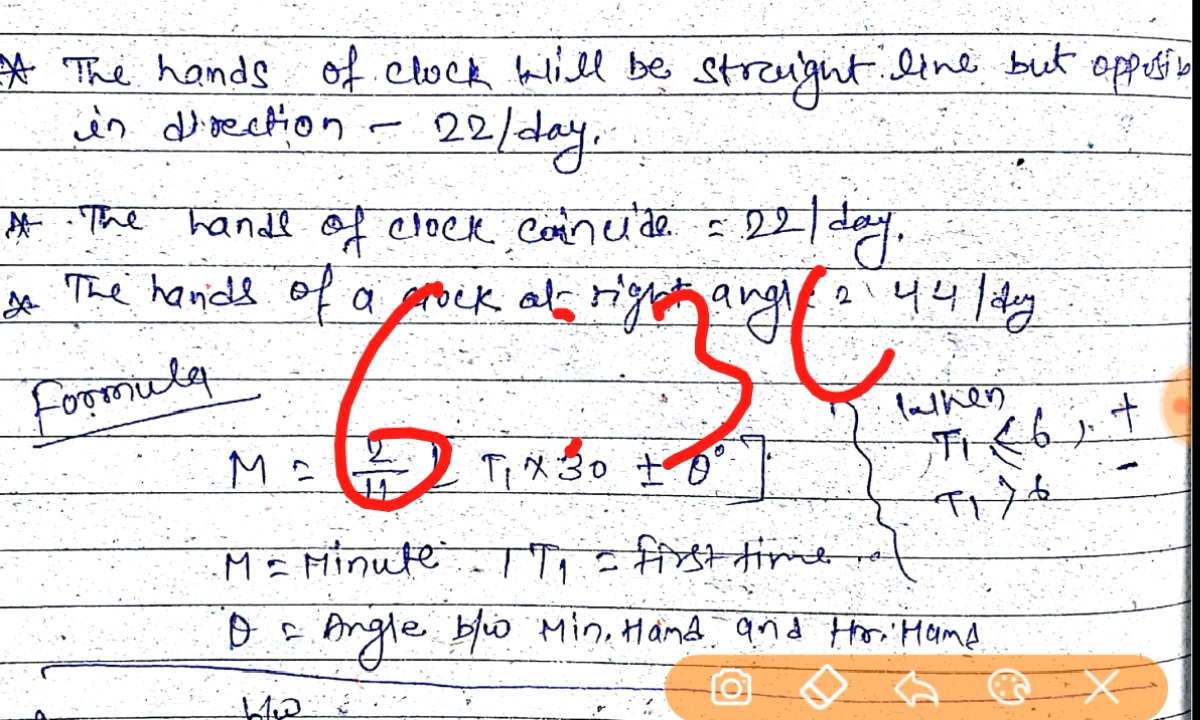 The hands of clock will be straight line but opposit
in direction - 22/day.
The hands of clock coincide = 22/day.
The hands of a clock at right angle = 44/day
Formula
M = 2/11 [ T₁ × 30 ± θ° ]
When
T₁ < 6, +
T₁ > 6 -
6:30
M = Minute T₁ = first time
θ = Angle b/w Min. Hand and Hr. Hand
b/w